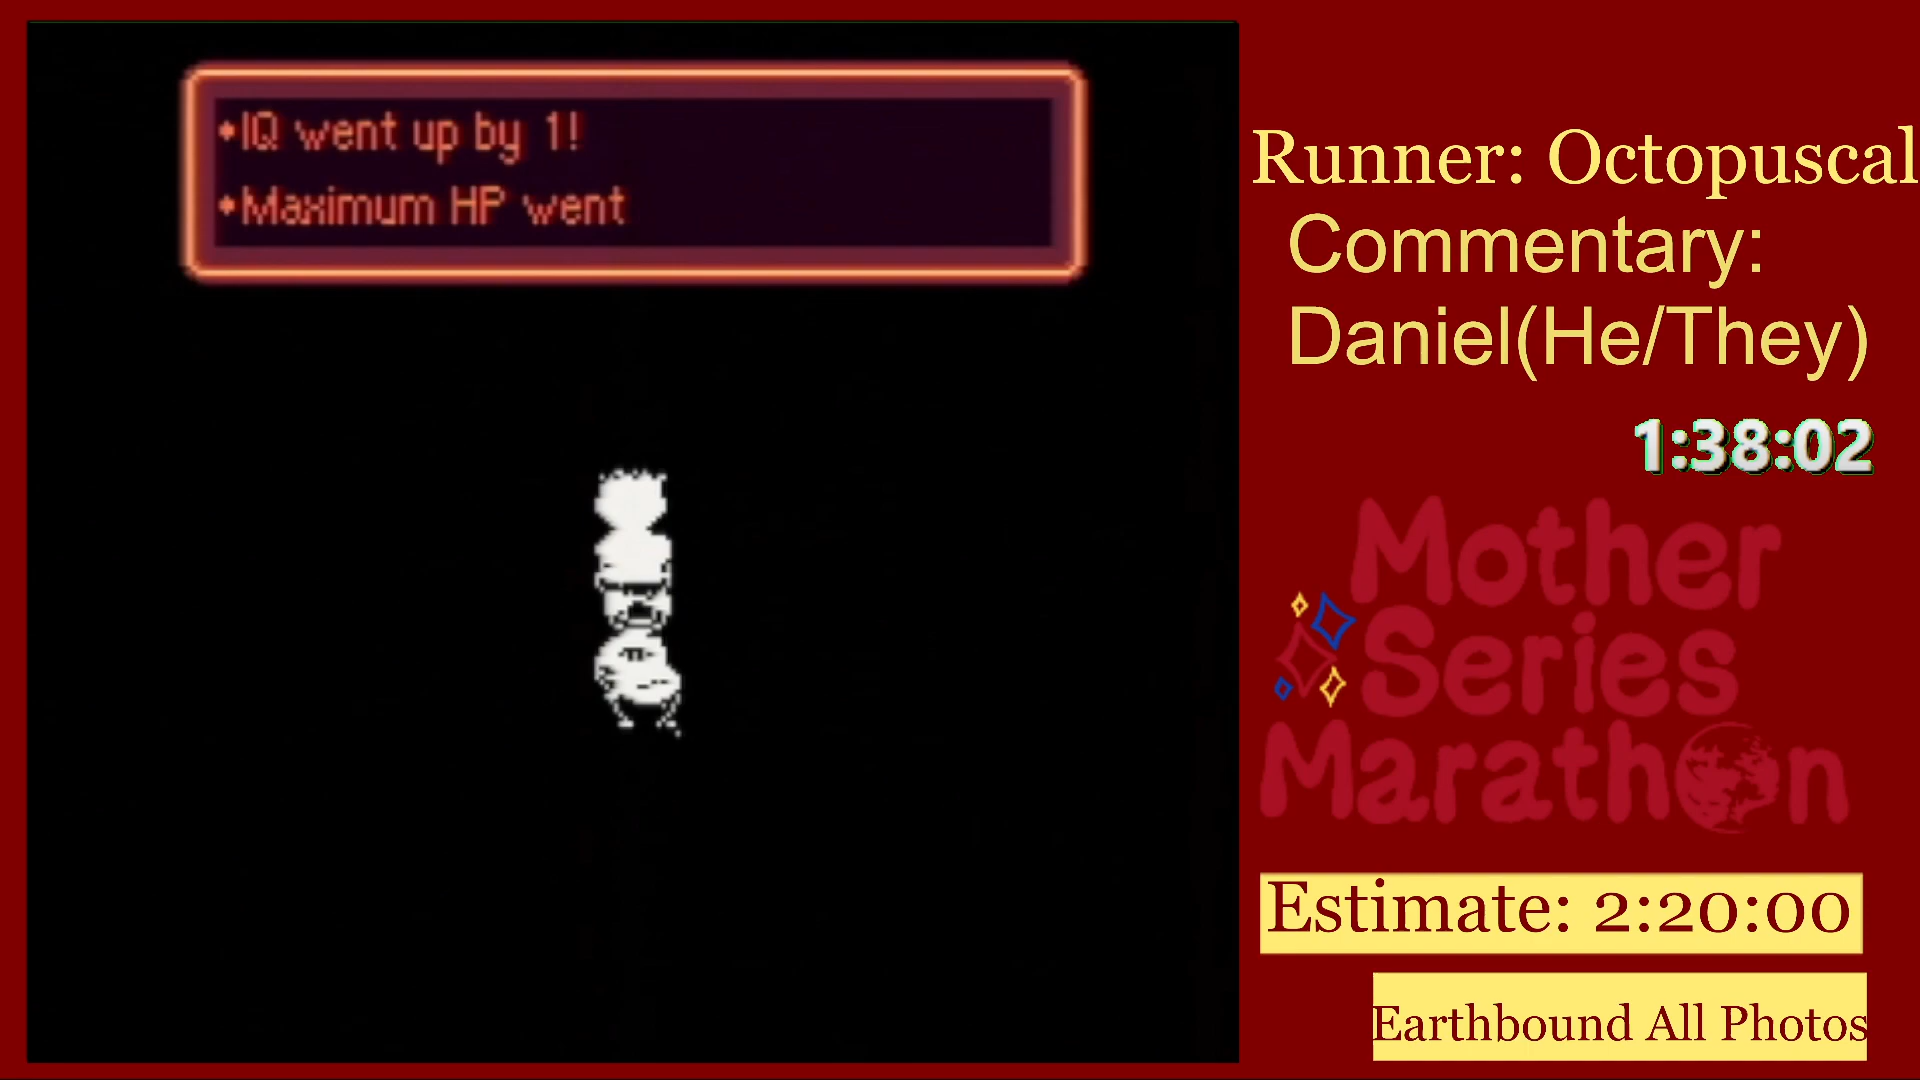 •IQ went up by 1!
•Maximum HP went
Runner: Octopuscal
Commentary:
Daniel(He/They)
1:38:02
Mother
Series
Marathon
Estimate: 2:20:00
Earthbound All Photos